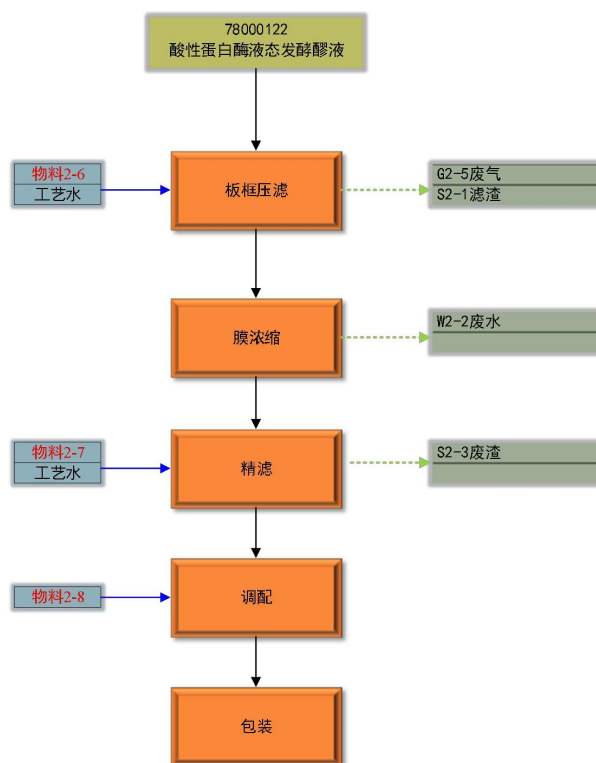 78000122
酸性蛋白酶液态发酵醪液
物料2-6
工艺水
板框压滤
G2-5废气
S2-1滤渣
膜浓缩
W2-2废水
物料2-7
工艺水
精滤
S2-3废渣
物料2-8
调配
包装